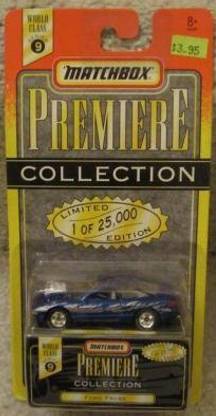 WORLD
CLASS
SERIES
9
8+
$3.95
MATCHBOX
PREMIERE
COLLECTION
LIMITED
1 OF 25,000
EDITION
WORLD
CLASS
9
MATCHBOX
PREMIERE
COLLECTION